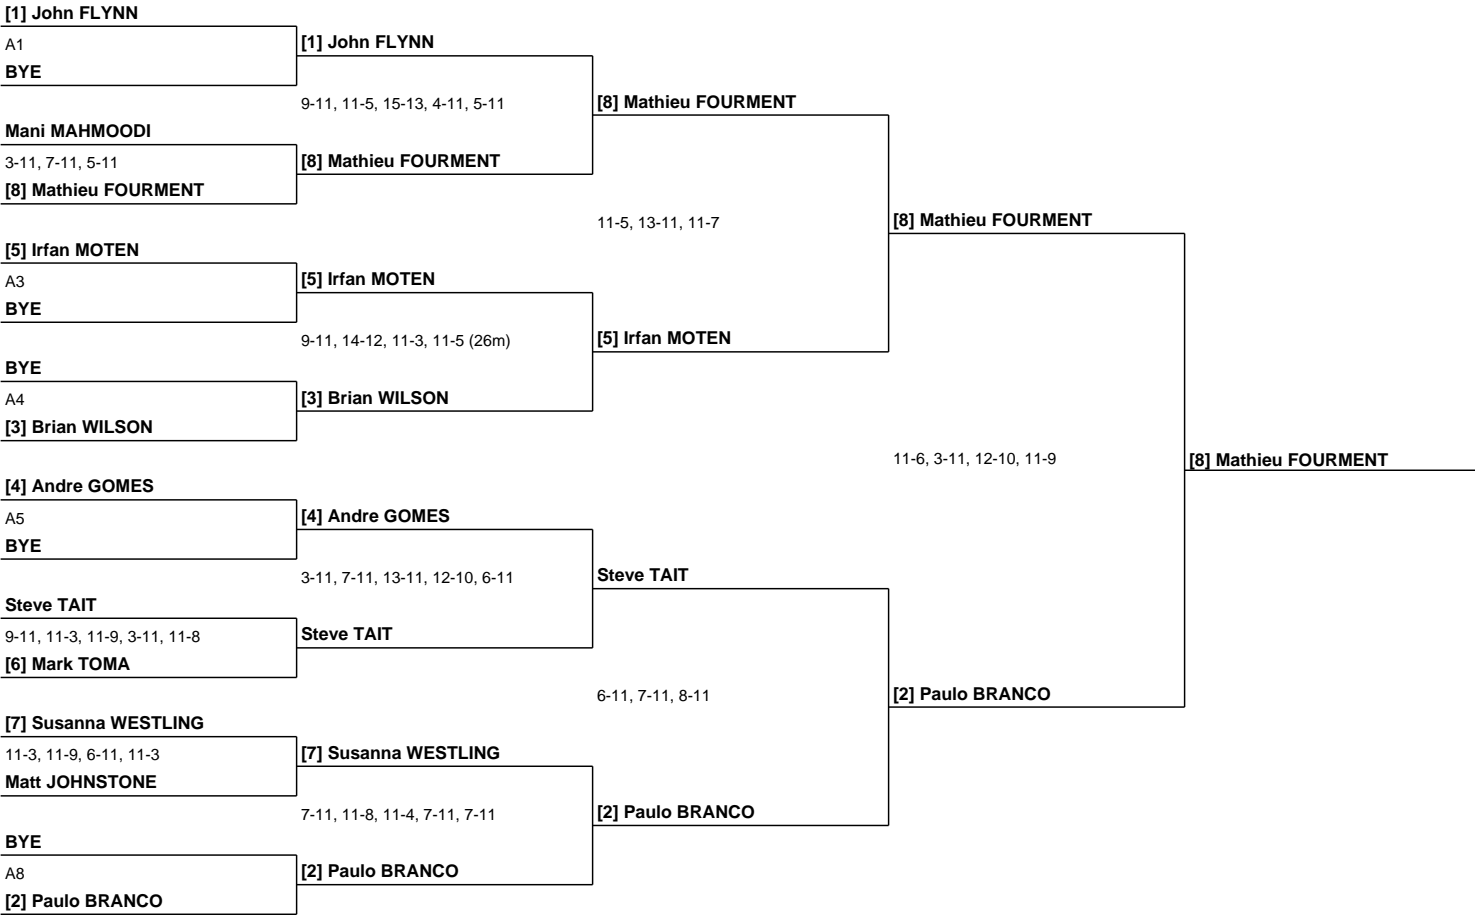 [1] John FLYNN
A1
BYE
Mani MAHMOODI
3-11, 7-11, 5-11
[8] Mathieu FOURMENT
[5] Irfan MOTEN
A3
BYE
BYE
A4
[3] Brian WILSON
[4] Andre GOMES
A5
BYE
Steve TAIT
9-11, 11-3, 11-9, 3-11, 11-8
[6] Mark TOMA
[7] Susanna WESTLING
11-3, 11-9, 6-11, 11-3
Matt JOHNSTONE
BYE
A8
[2] Paulo BRANCO
[1] John FLYNN
9-11, 11-5, 15-13, 4-11, 5-11
[8] Mathieu FOURMENT
[5] Irfan MOTEN
9-11, 14-12, 11-3, 11-5 (26m)
[3] Brian WILSON
[4] Andre GOMES
3-11, 7-11, 13-11, 12-10, 6-11
Steve TAIT
[7] Susanna WESTLING
7-11, 11-8, 11-4, 7-11, 7-11
[2] Paulo BRANCO
[8] Mathieu FOURMENT
11-5, 13-11, 11-7
[5] Irfan MOTEN
Steve TAIT
6-11, 7-11, 8-11
[2] Paulo BRANCO
[8] Mathieu FOURMENT
11-6, 3-11, 12-10, 11-9
[2] Paulo BRANCO
[8] Mathieu FOURMENT